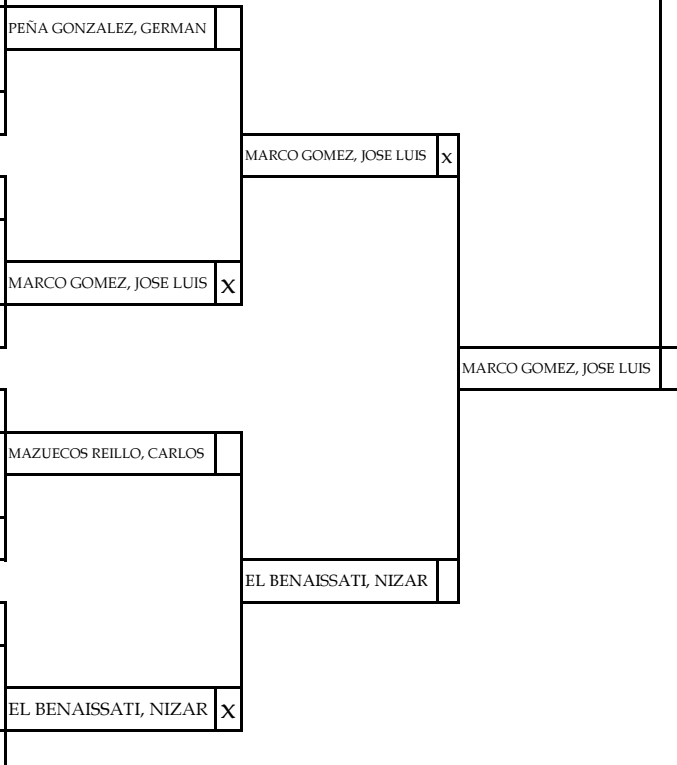 PEÑA GONZALEZ, GERMAN
MARCO GOMEZ, JOSE LUIS x
MARCO GOMEZ, JOSE LUIS x
MARCO GOMEZ, JOSE LUIS
MAZUECOS REILLO, CARLOS
EL BENAISSATI, NIZAR
EL BENAISSATI, NIZAR x